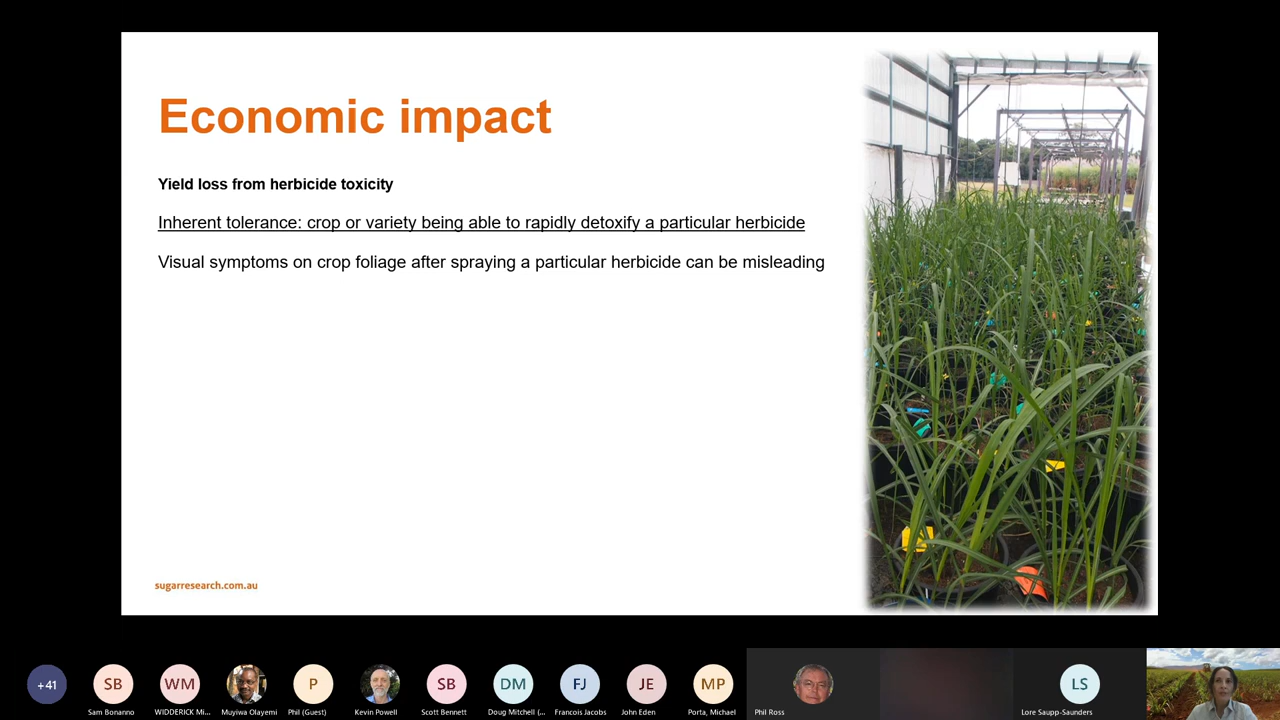 Economic impact
Yield loss from herbicide toxicity
Inherent tolerance: crop or variety being able to rapidly detoxify a particular herbicide
Visual symptoms on crop foliage after spraying a particular herbicide can be misleading
sugarresearch.com.au
+41
SB
WM
P
SB
DM
FJ
JE
MP
LS
Sam Bonanno
WIDDERICK Mi...
Muyiwa Olayemi
Phil (Guest)
Kevin Powell
Scott Bennett
Doug Mitchell (...
Francois Jacobs
John Eden
Porta, Michael
Phil Ross
Lore Saupp-Saunders